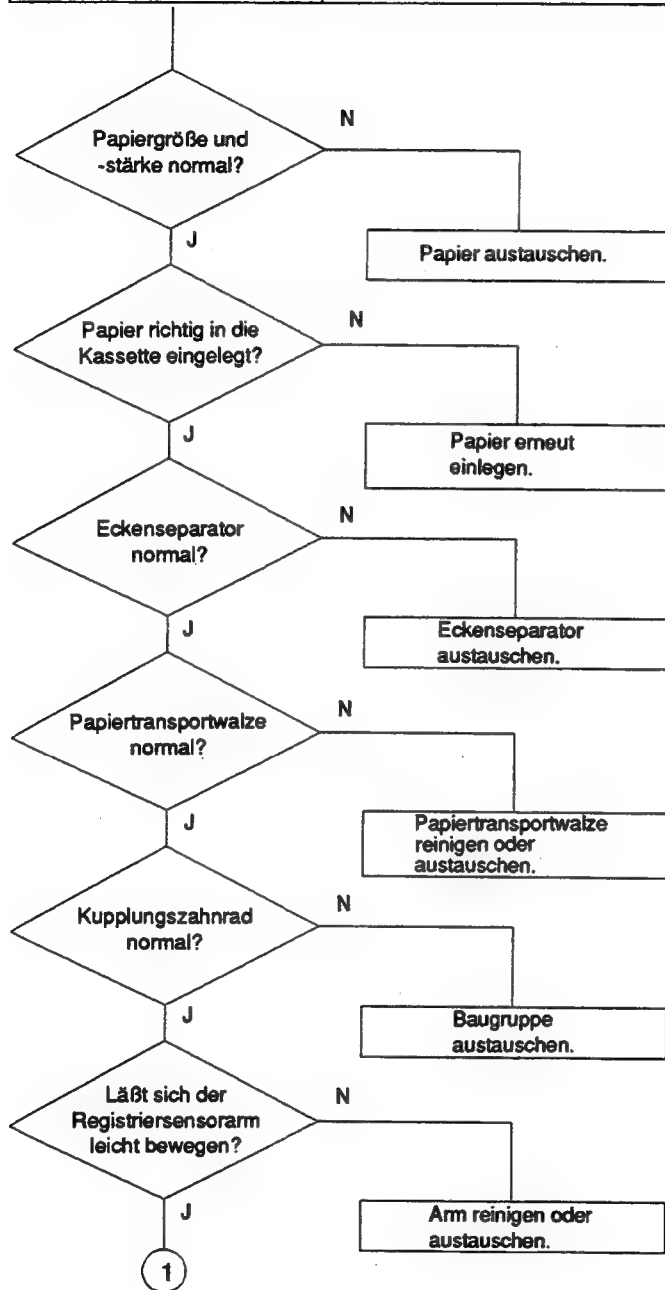 Papiergröße und
-stärke normal?
N
J
Papier austauschen.
Papier richtig in die
Kassette eingelegt?
N
J
Papier erneut
einlegen.
Eckenseparator
normal?
N
J
Eckenseparator
austauschen.
Papiertransportwalze
normal?
N
J
Papiertransportwalze
reinigen oder
austauschen.
Kupplungszahnrad
normal?
N
J
Baugruppe
austauschen.
Läßt sich der
Registriersensorarm
leicht bewegen?
N
J
Arm reinigen oder
austauschen.
1